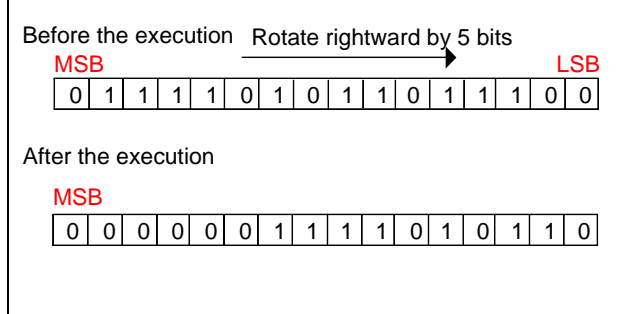 Before the execution Rotate rightward by 5 bits
MSB LSB
0 1 1 1 1 0 1 0 1 1 0 1 1 1 0 0
After the execution
MSB
0 0 0 0 0 0 1 1 1 1 0 1 0 1 1 0